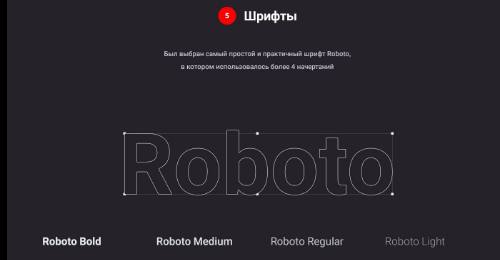 5 Шрифты
Был выбран самый простой и практичный шрифт Roboto,
в котором использовалось более 4 начертаний
Roboto
Roboto Bold Roboto Medium Roboto Regular Roboto Light